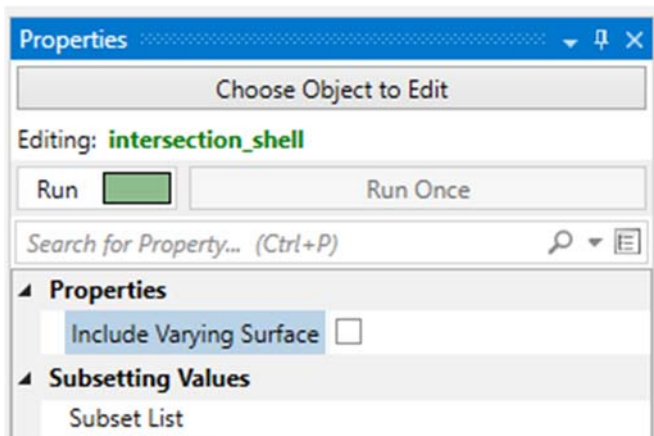 Properties
Choose Object to Edit
Editing: intersection_shell
Run Run Once
Search for Property... (Ctrl+P)
Properties
Include Varying Surface
Subsetting Values
Subset List